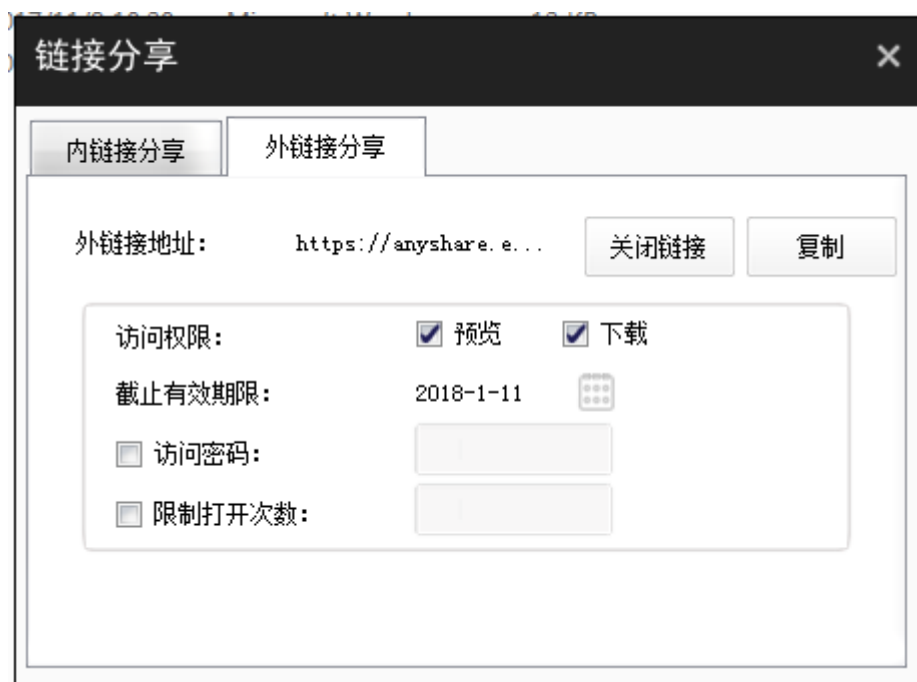 链接分享
内链接分享 外链接分享
外链接地址: https://anyshare.e... 关闭链接 复制
访问权限: 预览 下载
截止有效期限: 2018-1-11
访问密码:
限制打开次数: